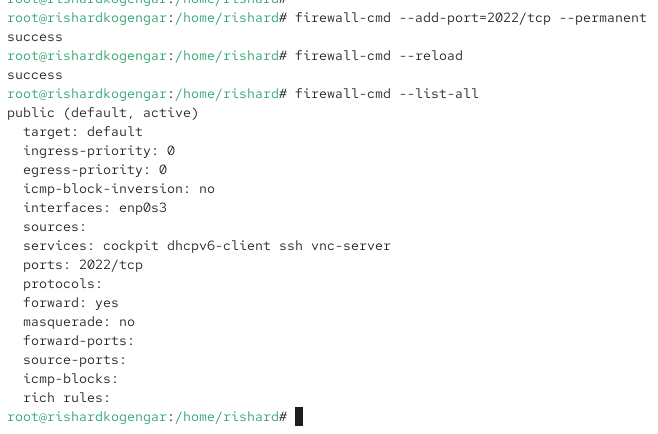 root@rishardkogengar:/home/rishard# firewall-cmd --add-port=2022/tcp --permanent
success
root@rishardkogengar:/home/rishard# firewall-cmd --reload
success
root@rishardkogengar:/home/rishard# firewall-cmd --list-all
public (default, active)
  target: default
  ingress-priority: 0
  egress-priority: 0
  icmp-block-inversion: no
  interfaces: enp0s3
  sources:
  services: cockpit dhcpv6-client ssh vnc-server
  ports: 2022/tcp
  protocols:
  forward: yes
  masquerade: no
  forward-ports:
  source-ports:
  icmp-blocks:
  rich rules:
root@rishardkogengar:/home/rishard#